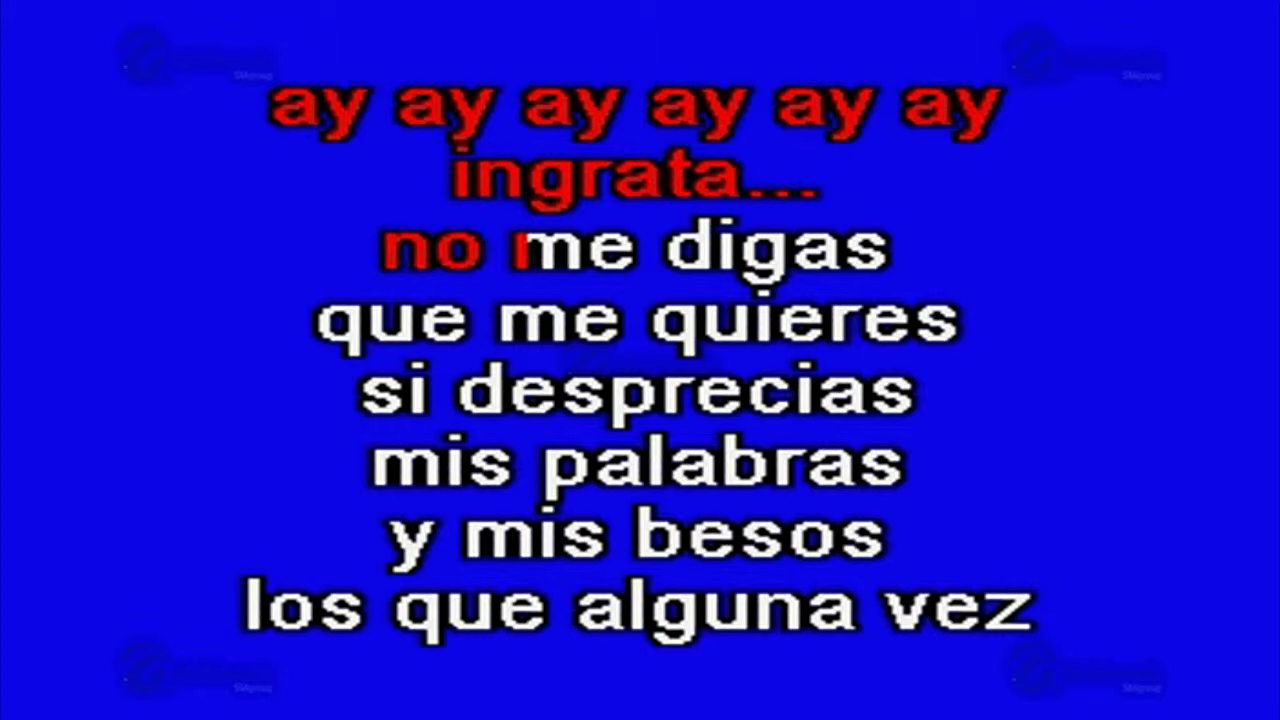 ay ay ay ay ay ay
ingrata...
no me digas
que me quieres
si desprecias
mis palabras
y mis besos
los que alguna vez